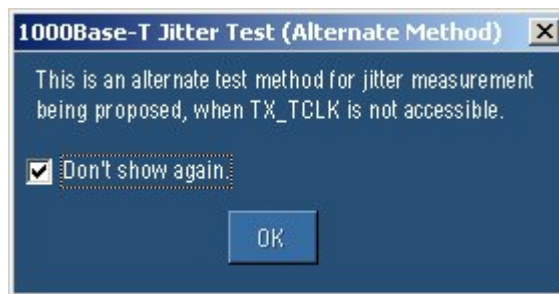 1000Base-T Jitter Test (Alternate Method)
This is an alternate test method for jitter measurement
being proposed, when TX_TCLK is not accessible.
Don't show again.
OK